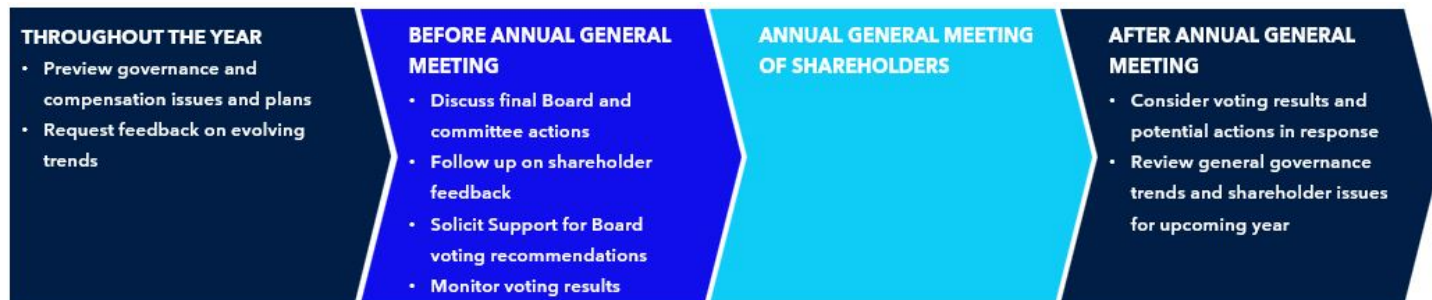 THROUGHOUT THE YEAR
• Preview governance and
compensation issues and plans
• Request feedback on evolving
trends
BEFORE ANNUAL GENERAL
MEETING
• Discuss final Board and
committee actions
• Follow up on shareholder
feedback
• Solicit Support for Board
voting recommendations
• Monitor voting results
ANNUAL GENERAL MEETING
OF SHAREHOLDERS
AFTER ANNUAL GENERAL
MEETING
• Consider voting results and
potential actions in response
• Review general governance
trends and shareholder issues
for upcoming year